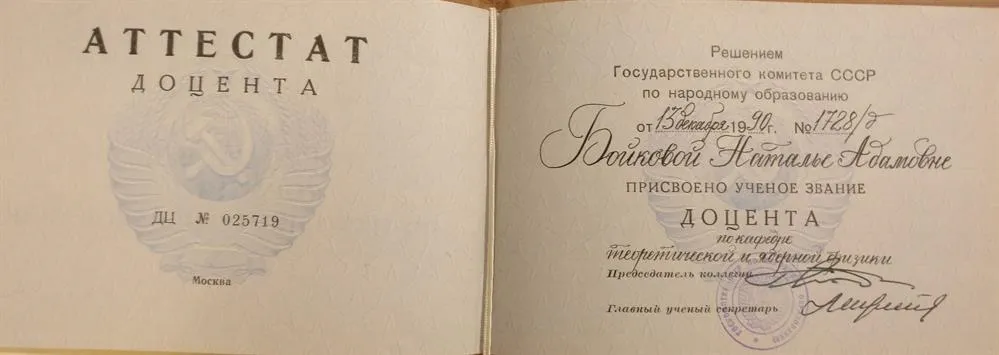 АТТЕСТАТ
ДОЦЕНТА
ДЦ № 025719
Москва
Решением
Государственного комитета СССР
по народному образованию
от 13 декабря 1990 г. № 1728/д
Бойковой Наталье Адамовне
ПРИСВОЕНО УЧЕНОЕ ЗВАНИЕ
ДОЦЕНТА
по кафедре
теоретической и ядерной физики
Председатель коллегии
Главный ученый секретарь